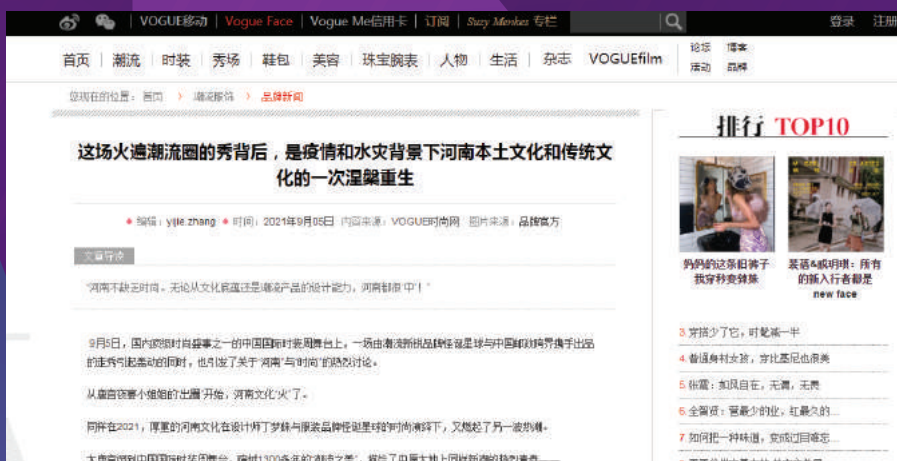 VOGUE移动 | Vogue Face | Vogue Me信用卡 | 订阅 | Suzy Menkes 专栏
登录 注册
首页 | 潮流 | 时装 | 秀场 | 鞋包 | 美容 | 珠宝腕表 | 人物 | 生活 | 杂志 VOGUEfilm
论坛 博客
活动 品牌
您现在的位置: 首页 > 潮流服饰 > 品牌新闻
这场火遍潮流圈的秀背后,是疫情和水灾背景下河南本土文化和传统文
化的一次涅槃重生
编辑: yijie.zhang 时间: 2021年9月05日 内容来源: VOGUE时尚网 图片来源: 品牌官方
文章导读
"河南不缺王时尚。无论从文化底蕴还是潮流产品的设计能力,河南都很'中'!"
9月5日,国内顶级时尚盛事之一的中国国际时装周舞台上,一场由潮流新锐品牌怪诞星球与中国邮政跨界携手出品
的走秀引起轰动的同时,也引发了关于"河南"与"时尚"的热烈讨论。
从唐宫夜宴小姐姐的"出圈"开始,河南文化"火"了。
同样在2021,厚重的河南文化在设计师丁梦姝与服装品牌怪诞星球的时尚演绎下,又燃起了另一波热潮。
排行 TOP10
妈妈的这条旧裤子
我穿秒变辣妹
裴蓓&戚玥琪: 所有
的新入行者都是
new face
3.穿搭少了它,时髦减一半
4.普通身材女孩,穿比基尼也很美
5.张震: 如风自在,无谓,无畏
6.全智贤: 营最少的业,红最久的...
7.如何把一种味道,变成过目难忘...